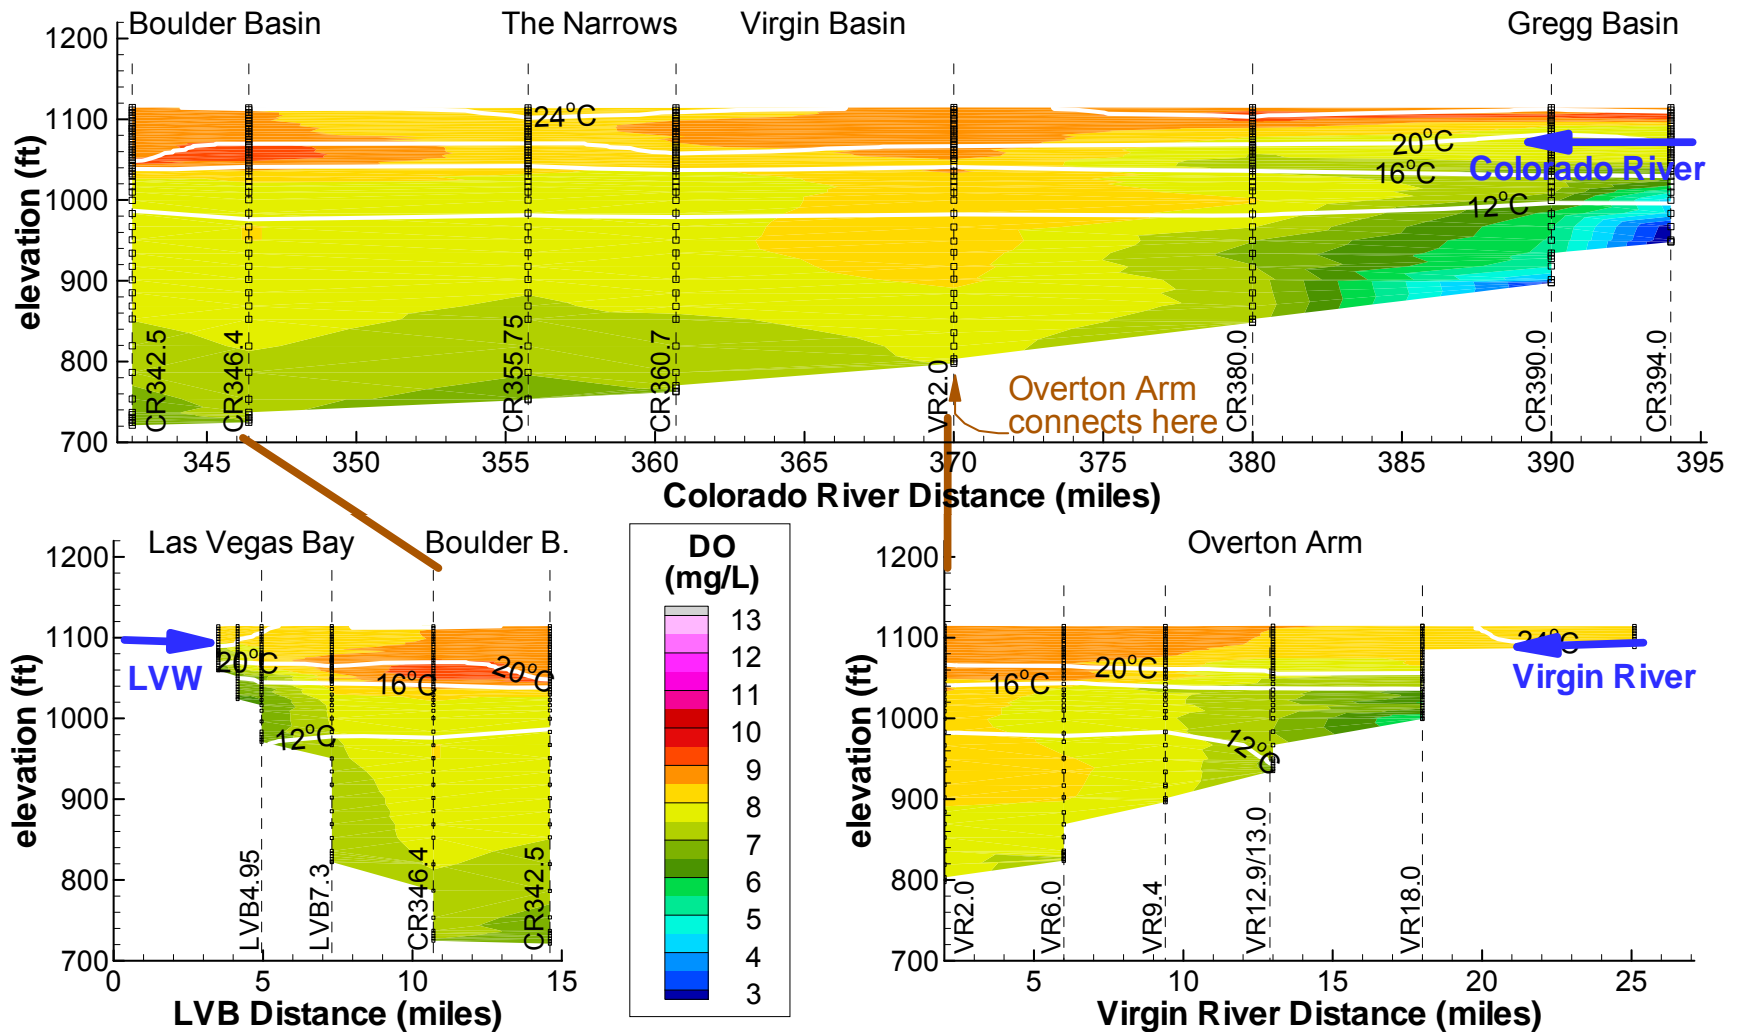 Boulder Basin The Narrows Virgin Basin Gregg Basin
1200
1100
1000
900
800
700
elevation (ft)
24°C
20°C
16°C
12°C
Colorado River
CR342.5
CR346.4
CR355.75
CR360.7
VR2.0
CR380.0
CR390.0
CR394.0
Overton Arm
connects here
345 350 355 360 365 370 375 380 385 390 395
Colorado River Distance (miles)
Las Vegas Bay Boulder B.
1200
1100
1000
900
800
700
elevation (ft)
LVW
20°C
16°C
20°C
12°C
LVB4.95
LVB7.3
CR346.4
CR342.5
0 5 10 15
LVB Distance (miles)
DO
(mg/L)
13
12
11
10
9
8
7
6
5
4
3
Overton Arm
1200
1100
1000
900
800
700
elevation (ft)
24°C
Virgin River
20°C
16°C
12°C
VR2.0
VR6.0
VR9.4
VR12.9/13.0
VR18.0
5 10 15 20 25
Virgin River Distance (miles)